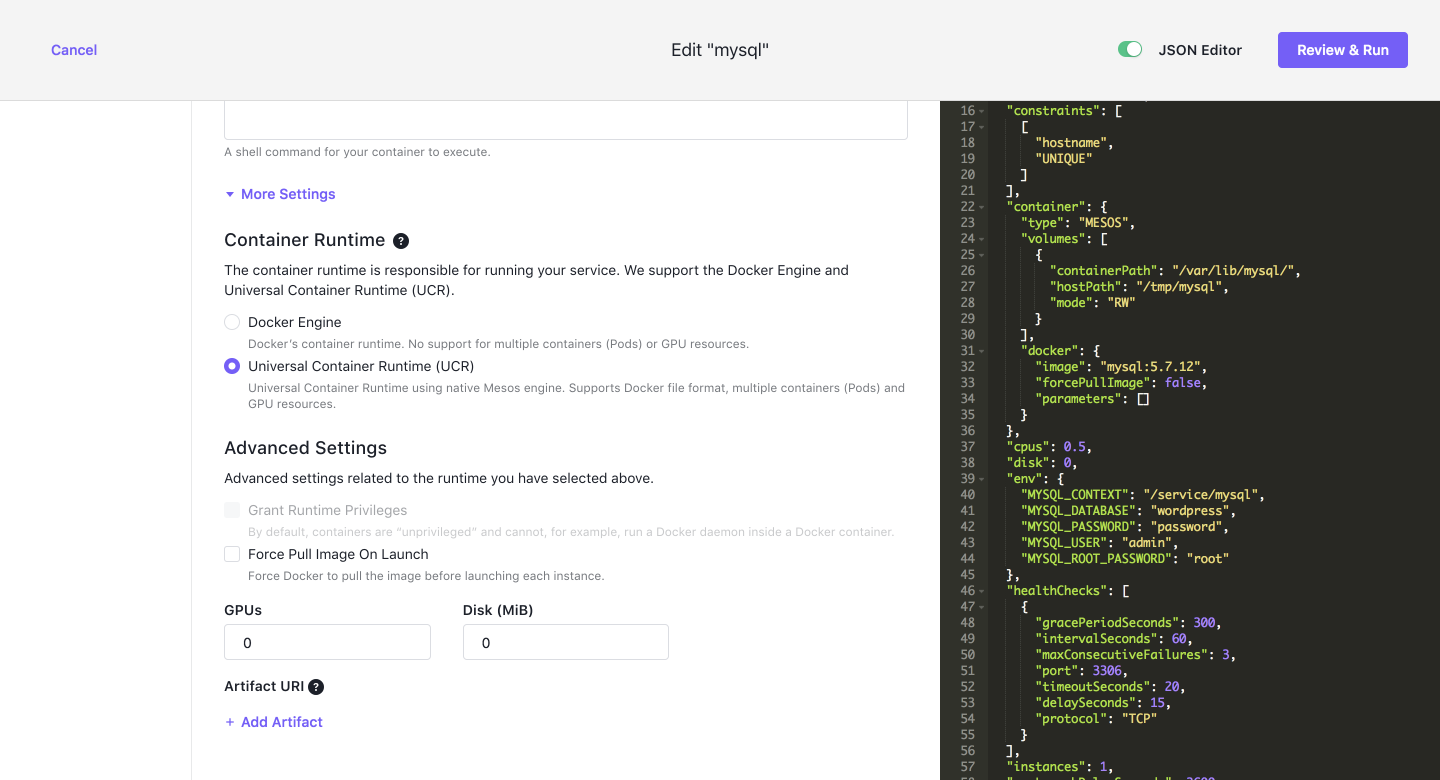 Cancel
Edit "mysql"
JSON Editor
Review & Run
A shell command for your container to execute.
More Settings
Container Runtime ?
The container runtime is responsible for running your service. We support the Docker Engine and
Universal Container Runtime (UCR).
Docker Engine
Docker's container runtime. No support for multiple containers (Pods) or GPU resources.
Universal Container Runtime (UCR)
Universal Container Runtime using native Mesos engine. Supports Docker file format, multiple containers (Pods) and
GPU resources.
Advanced Settings
Advanced settings related to the runtime you have selected above.
Grant Runtime Privileges
By default, containers are “unprivileged” and cannot, for example, run a Docker daemon inside a Docker container.
Force Pull Image On Launch
Force Docker to pull the image before launching each instance.
GPUs
Disk (MiB)
0
0
Artifact URI ?
+ Add Artifact
16 "constraints": [
17 [
18 "hostname",
19 "UNIQUE"
20 ]
21 ],
22 "container": {
23 "type": "MESOS",
24 "volumes": [
25 {
26 "containerPath": "/var/lib/mysql/",
27 "hostPath": "/tmp/mysql",
28 "mode": "RW"
29 }
30 ],
31 "docker": {
32 "image": "mysql:5.7.12",
33 "forcePullImage": false,
34 "parameters": []
35 }
36 },
37 "cpus": 0.5,
38 "disk": 0,
39 "env": {
40 "MYSQL_CONTEXT": "/service/mysql",
41 "MYSQL_DATABASE": "wordpress",
42 "MYSQL_PASSWORD": "password",
43 "MYSQL_USER": "admin",
44 "MYSQL_ROOT_PASSWORD": "root"
45 },
46 "healthChecks": [
47 {
48 "gracePeriodSeconds": 300,
49 "intervalSeconds": 60,
50 "maxConsecutiveFailures": 3,
51 "port": 3306,
52 "timeoutSeconds": 20,
53 "delaySeconds": 15,
54 "protocol": "TCP"
55 }
56 ],
57 "instances": 1,